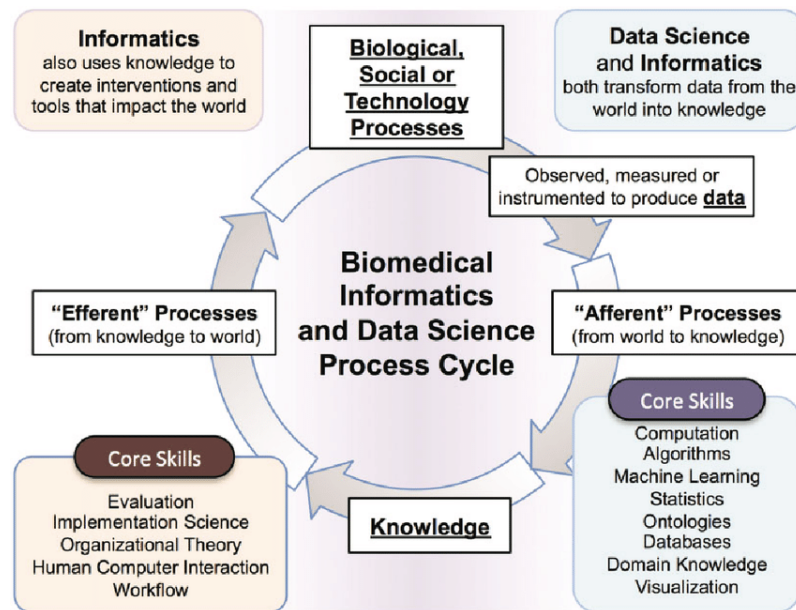 Informatics
also uses knowledge to
create interventions and
tools that impact the world
Biological,
Social or
Technology
Processes
Data Science
and Informatics
both transform data from the
world into knowledge
Observed, measured or
instrumented to produce data
Biomedical
Informatics
and Data Science
Process Cycle
“Efferent” Processes
(from knowledge to world)
“Afferent” Processes
(from world to knowledge)
Core Skills
Evaluation
Implementation Science
Organizational Theory
Human Computer Interaction
Workflow
Knowledge
Core Skills
Computation
Algorithms
Machine Learning
Statistics
Ontologies
Databases
Domain Knowledge
Visualization